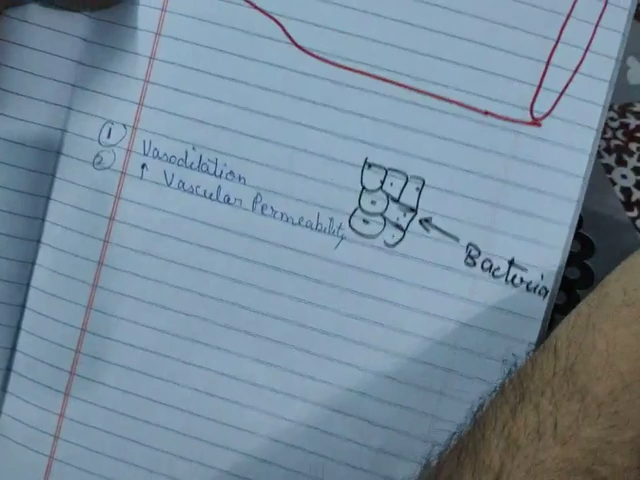 ① Vasodilation
② ↑ Vascular Permeability
Bacteria